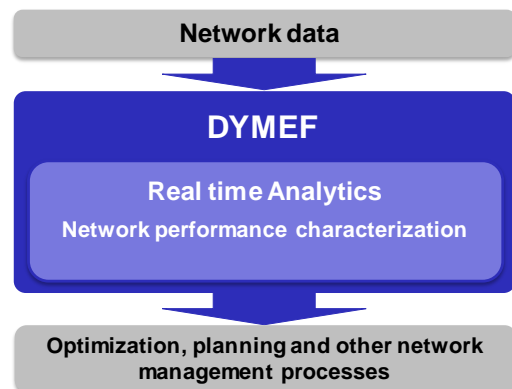 Network data
DYMEF
Real time Analytics
Network performance characterization
Optimization, planning and other network
management processes